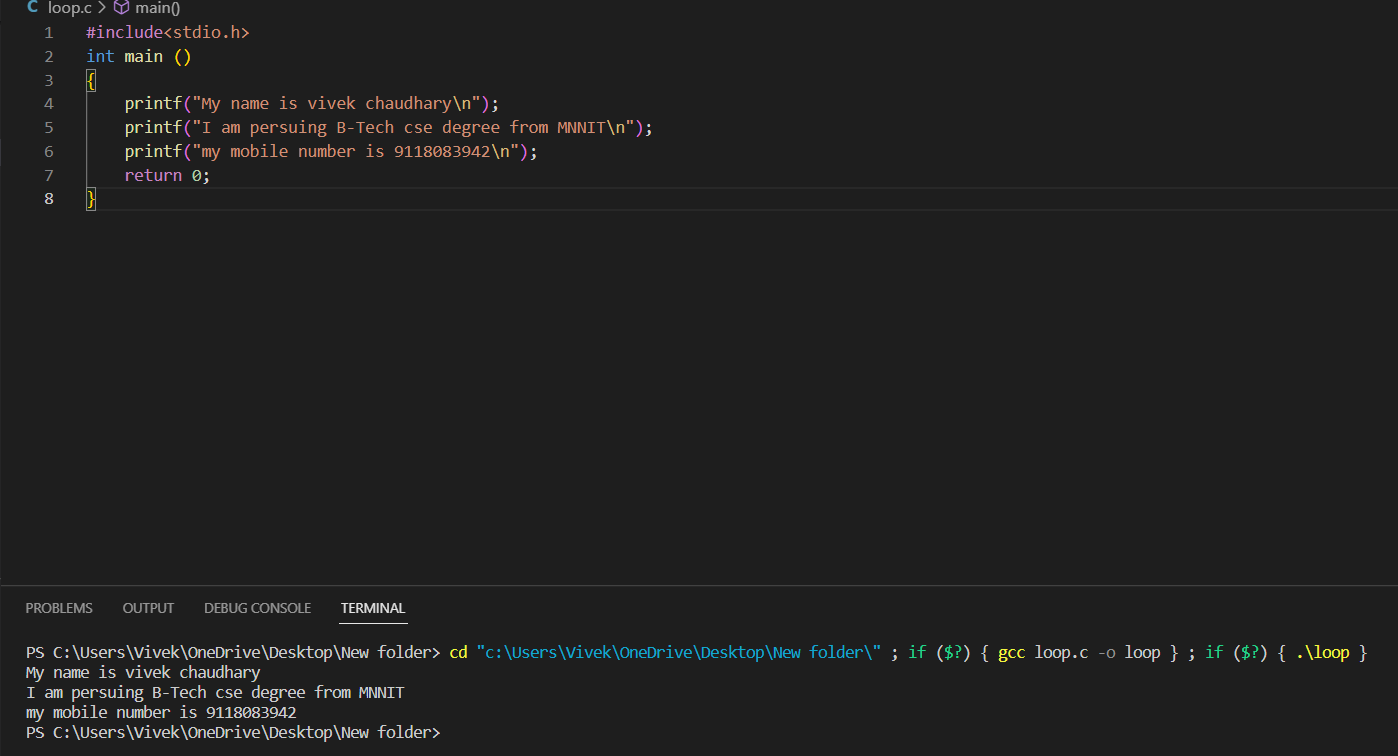 C loop.c > main()
1 #include<stdio.h>
2 int main ()
3 {
4 printf("My name is vivek chaudhary\n");
5 printf("I am persuing B-Tech cse degree from MNNIT\n");
6 printf("my mobile number is 9118083942\n");
7 return 0;
8 }
PROBLEMS OUTPUT DEBUG CONSOLE TERMINAL
PS C:\Users\Vivek\OneDrive\Desktop\New folder> cd "c:\Users\Vivek\OneDrive\Desktop\New folder\" ; if ($?) { gcc loop.c -o loop } ; if ($?) { .\loop }
My name is vivek chaudhary
I am persuing B-Tech cse degree from MNNIT
my mobile number is 9118083942
PS C:\Users\Vivek\OneDrive\Desktop\New folder>